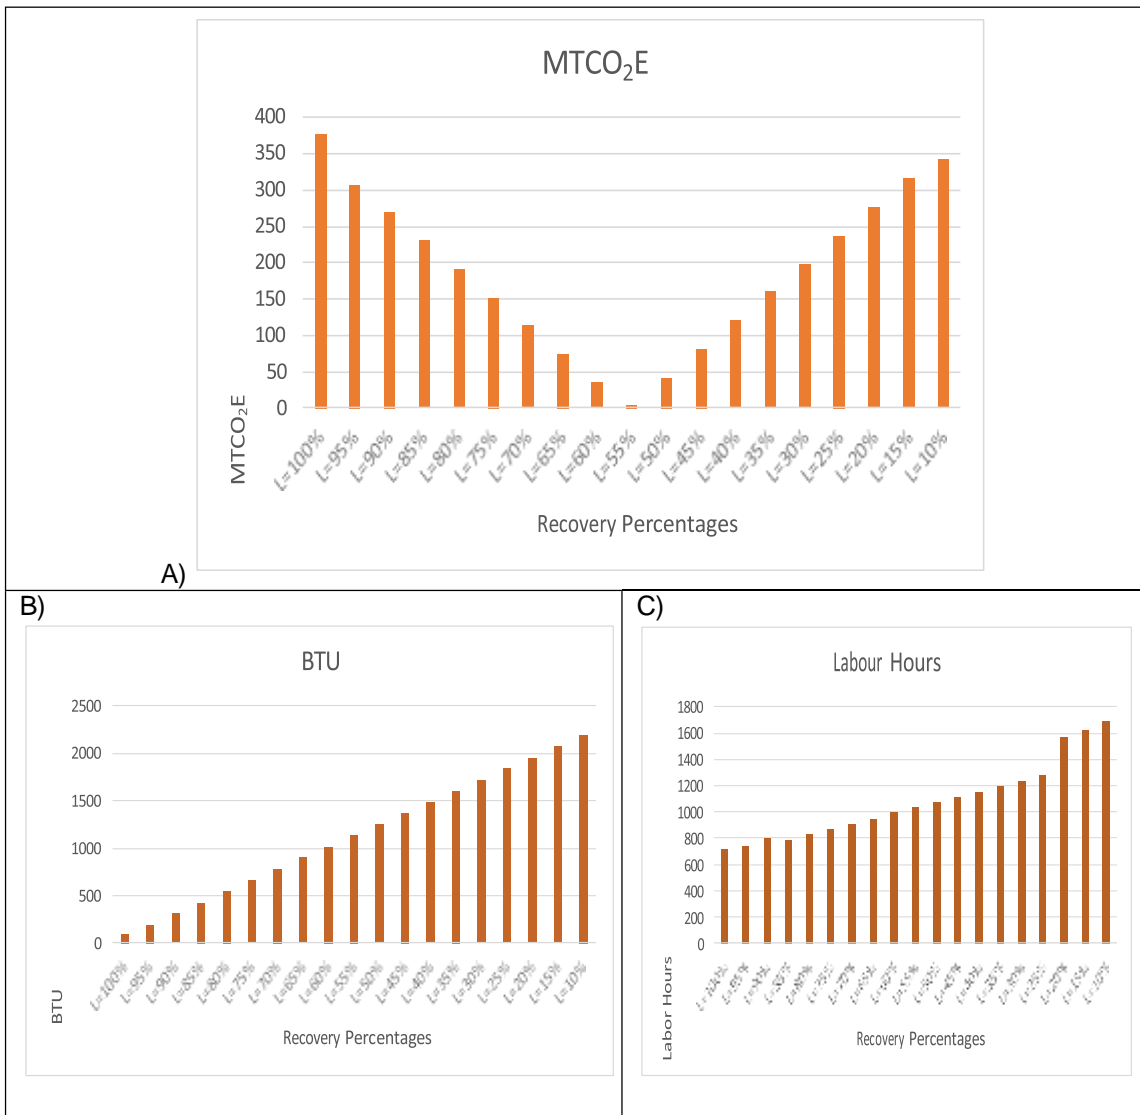 MTCO₂E
400
350
300
250
200
150
100
50
0
MTCO₂E
L=100% L=95% L=90% L=85% L=80% L=75% L=70% L=65% L=60% L=55% L=50% L=45% L=40% L=35% L=30% L=25% L=20% L=15% L=10%
Recovery Percentages
A)
B)
BTU
2500
2000
1500
1000
500
0
BTU
L=100% L=95% L=90% L=85% L=80% L=75% L=70% L=65% L=60% L=55% L=50% L=45% L=40% L=35% L=30% L=25% L=20% L=15% L=10%
Recovery Percentages
C)
Labour Hours
1800
1600
1400
1200
1000
800
600
400
200
0
Labor Hours
Recovery Percentages